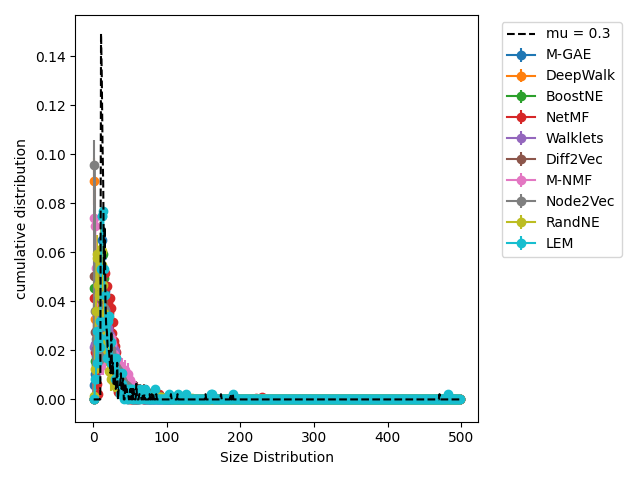 0.14
0.12
0.10
0.08
0.06
0.04
0.02
0.00
cumulative distribution
0
100
200
300
400
500
Size Distribution
mu = 0.3
M-GAE
DeepWalk
BoostNE
NetMF
Walklets
Diff2Vec
M-NMF
Node2Vec
RandNE
LEM